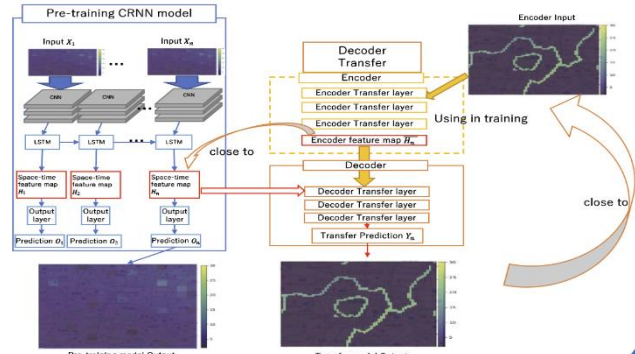 Pre-training CRNN model
Input X₁
Input Xₙ
...
CNN
CNN
CNN
LSTM
LSTM
...
LSTM
Space-time
feature map
H₁
Space-time
feature map
H₂
Space-time
feature map
Hₙ
Output
layer
Output
layer
Output
layer
Prediction O₁
Prediction O₂
Prediction Oₙ
Pre-training model Output
close to
Decoder
Transfer
Encoder
Encoder Transfer layer
Encoder Transfer layer
Encoder Transfer layer
Encoder feature map
Decoder
Decoder Transfer layer
Decoder Transfer layer
Decoder Transfer layer
Transfer Prediction Yₙ
Encoder Input
Using in training
close to